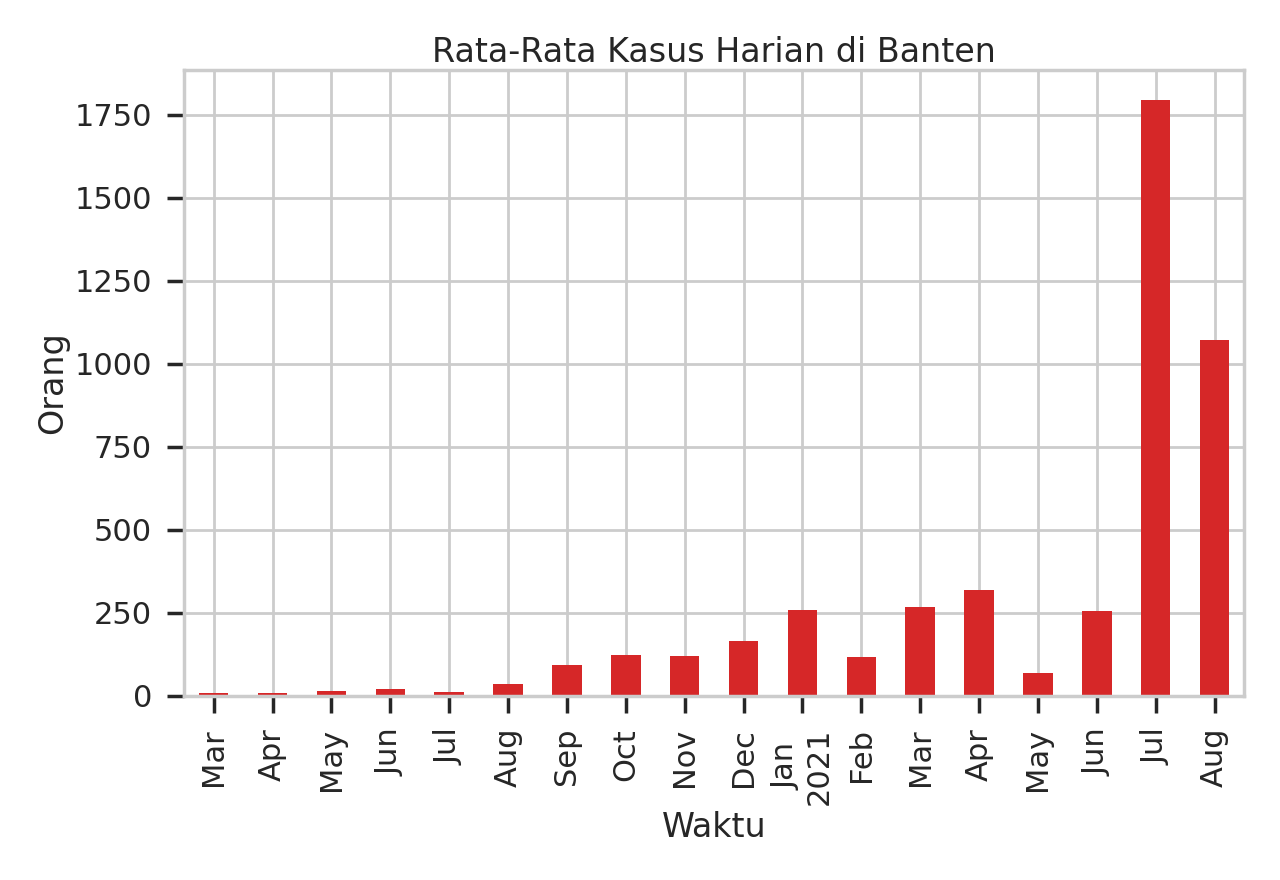 Rata-Rata Kasus Harian di Banten
Orang
1750
1500
1250
1000
750
500
250
0
Mar
Apr
May
Jun
Jul
Aug
Sep
Oct
Nov
Dec
Jan
2021
Feb
Mar
Apr
May
Jun
Jul
Aug
Waktu